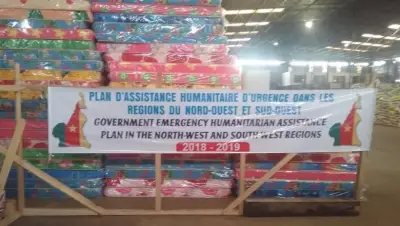 PLAN D'ASSISTANCE HUMANITAIRE D'URGENCE DANS LES
REGIONS DU NORD-OUEST ET SUD-OUEST
GOVERNMENT EMERGENCY HUMANITARIAN ASSISTANCE
PLAN IN THE NORTH-WEST AND SOUTH WEST REGIONS
2018 - 2019